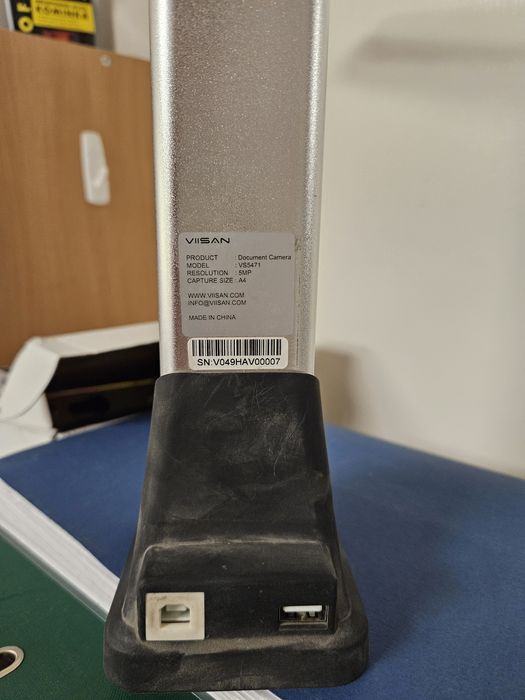 VIISAN
PRODUCT : Document Camera
MODEL : VS5471
RESOLUTION : 5MP
CAPTURE SIZE : A4
WWW.VIISAN.COM
INFO@VIISAN.COM
MADE IN CHINA
SN:V049HAV00007